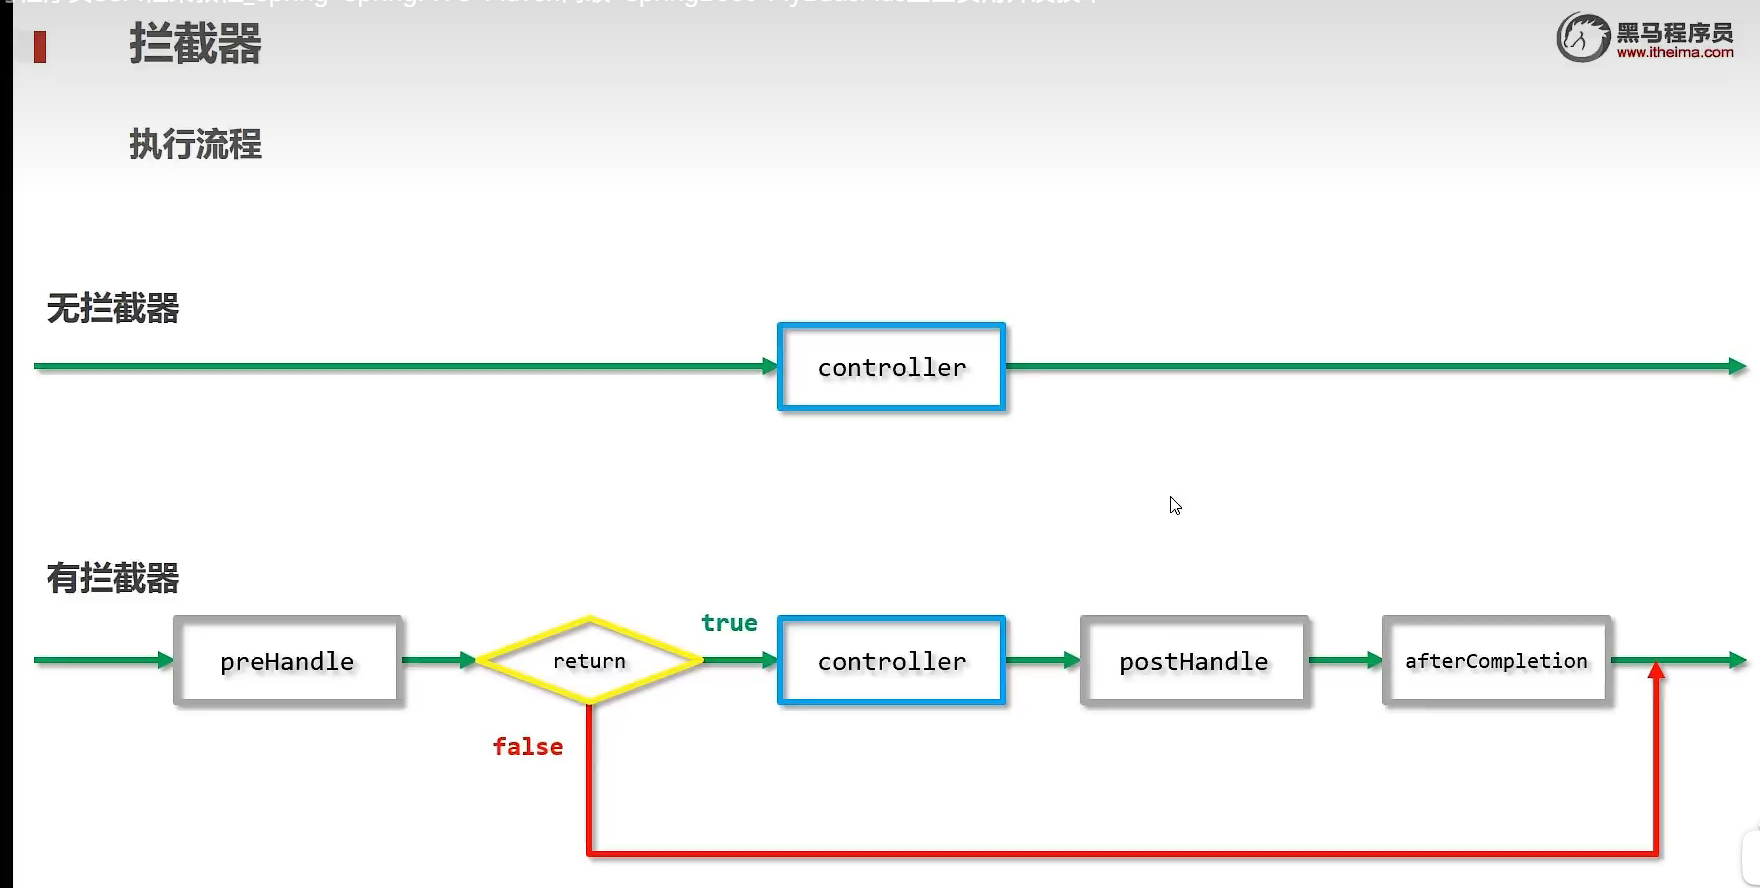 拦截器
黑马程序员
www.itheima.com
执行流程
无拦截器
controller
有拦截器
preHandle
return
true
controller
postHandle
afterCompletion
false